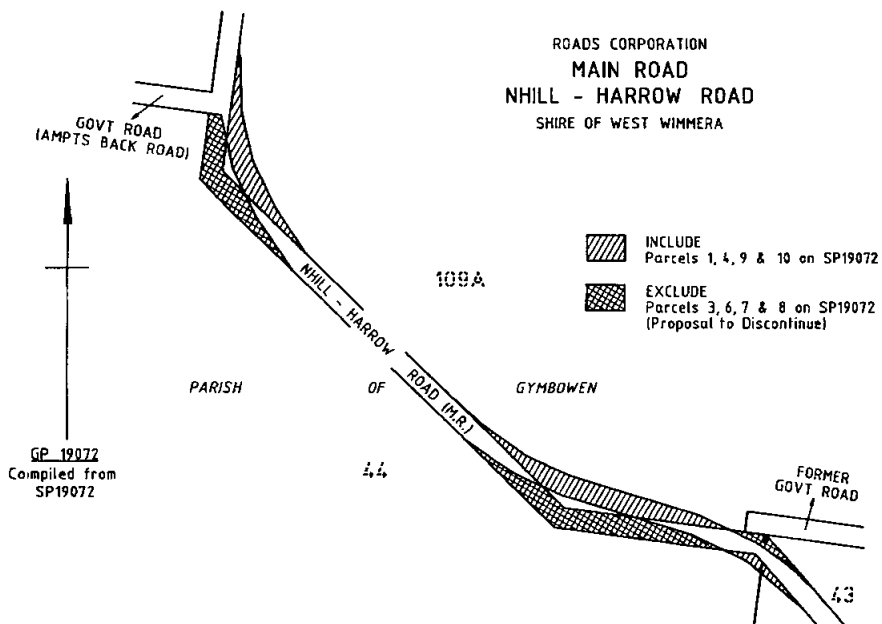 ROADS CORPORATION
MAIN ROAD
NHILL - HARROW ROAD
SHIRE OF WEST WIMMERA
GOVT ROAD
(AMPTS BACK ROAD)
INCLUDE
Parcels 1, 4, 9 & 10 on SP19072
EXCLUDE
Parcels 3, 6, 7 & 8 on SP19072
(Proposal to Discontinue)
109A
NHILL - HARROW ROAD (M.R.)
PARISH OF GYMBOWEN
GP 19072
Compiled from
SP19072
44
FORMER
GOVT ROAD
43